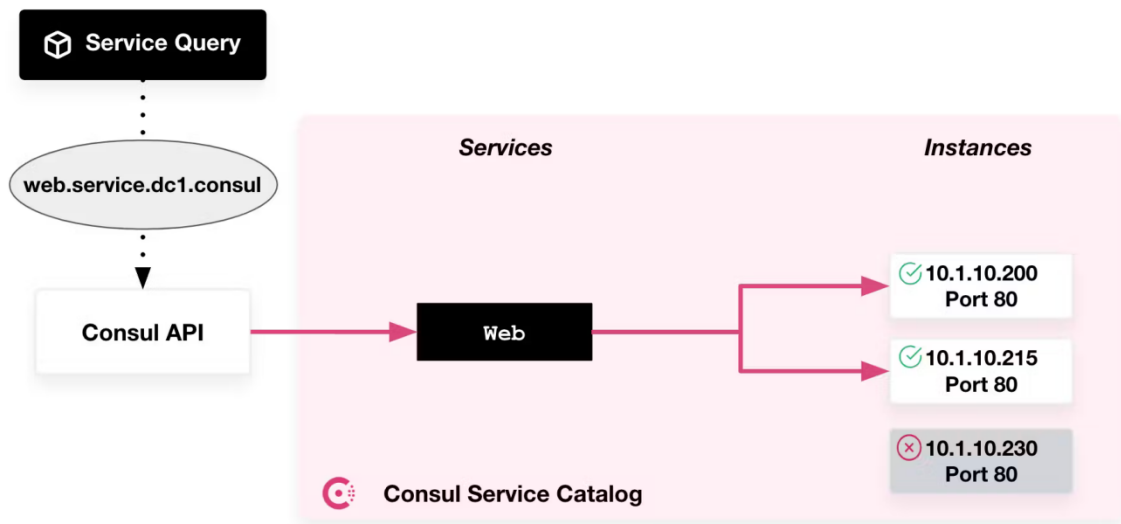 Service Query
web.service.dc1.consul
Consul API
Services
Instances
Web
10.1.10.200
Port 80
10.1.10.215
Port 80
10.1.10.230
Port 80
Consul Service Catalog